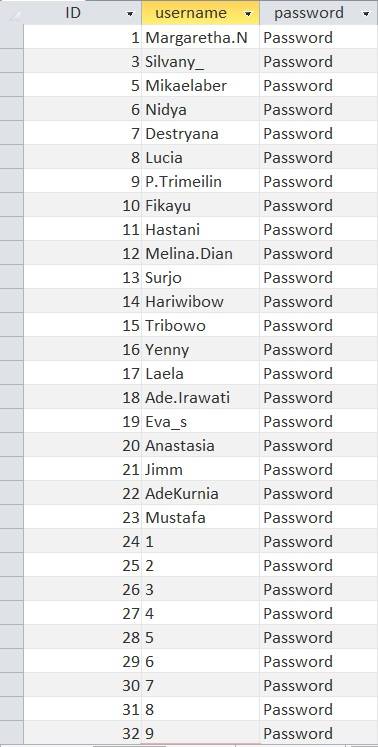 ID username password
1 Margaretha.N Password
3 Silvany_ Password
5 Mikaelaber Password
6 Nidya Password
7 Destryana Password
8 Lucia Password
9 P.Trimeilin Password
10 Fikayu Password
11 Hastani Password
12 Melina.Dian Password
13 Surjo Password
14 Hariwibow Password
15 Tribowo Password
16 Yenny Password
17 Laela Password
18 Ade.Irawati Password
19 Eva_s Password
20 Anastasia Password
21 Jimm Password
22 AdeKurnia Password
23 Mustafa Password
24 1 Password
25 2 Password
26 3 Password
27 4 Password
28 5 Password
29 6 Password
30 7 Password
31 8 Password
32 9 Password